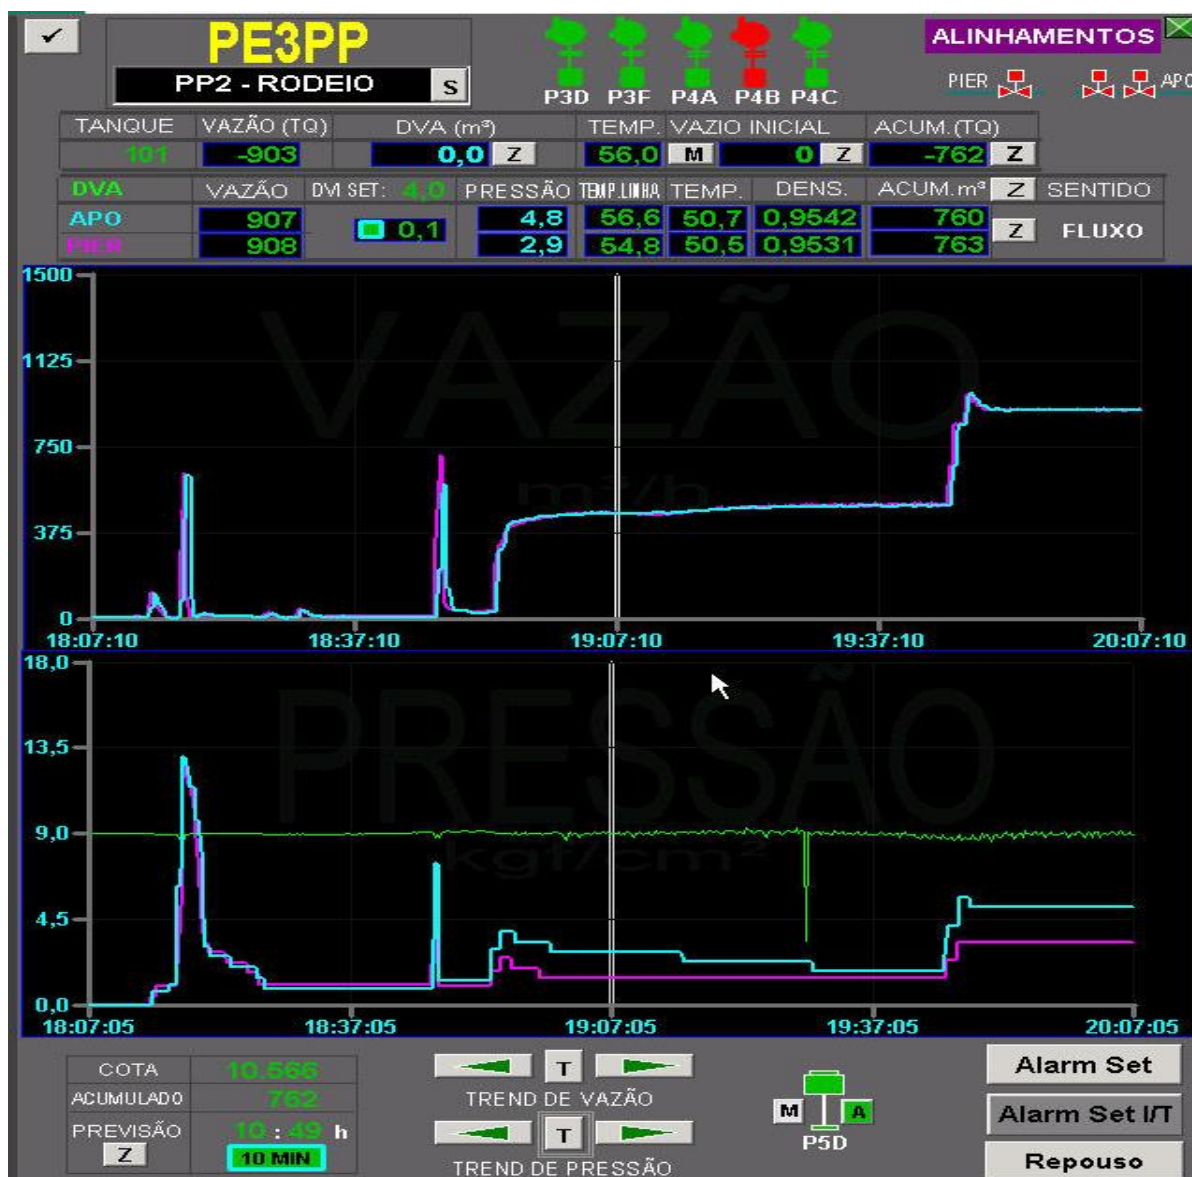 PE3PP
ALINHAMENTOS
PP2 - RODEIO S
PIER APO
P3D P3F P4A P4B P4C
TANQUE VAZÃO (TQ) DVA (m³) TEMP. VAZIO INICIAL ACUM.(TQ)
101 -903 0,0 Z 56,0 M 0 Z -762 Z
DVA VAZÃO DVI SET: 4,0 PRESSÃO TEMP.LINHA TEMP. DENS. ACUM.m³ Z SENTIDO
APO 907 0,1 4,8 56,6 50,7 0,9542 760 Z FLUXO
PIER 908 2,9 54,8 50,5 0,9531 763
1500
VAZÃO
1125
750
m³/h
375
0
18:07:10 18:37:10 19:07:10 19:37:10 20:07:10
18,0
PRESSÃO
13,5
9,0
kgf/cm²
4,5
0,0
18:07:05 18:37:05 19:07:05 19:37:05 20:07:05
COTA 10.566
ACUMULADO 762
PREVISÃO 10 : 49 h
Z 10 MIN
T
TREND DE VAZÃO
T
TREND DE PRESSÃO
M A
P5D
Alarm Set
Alarm Set I/T
Repouso